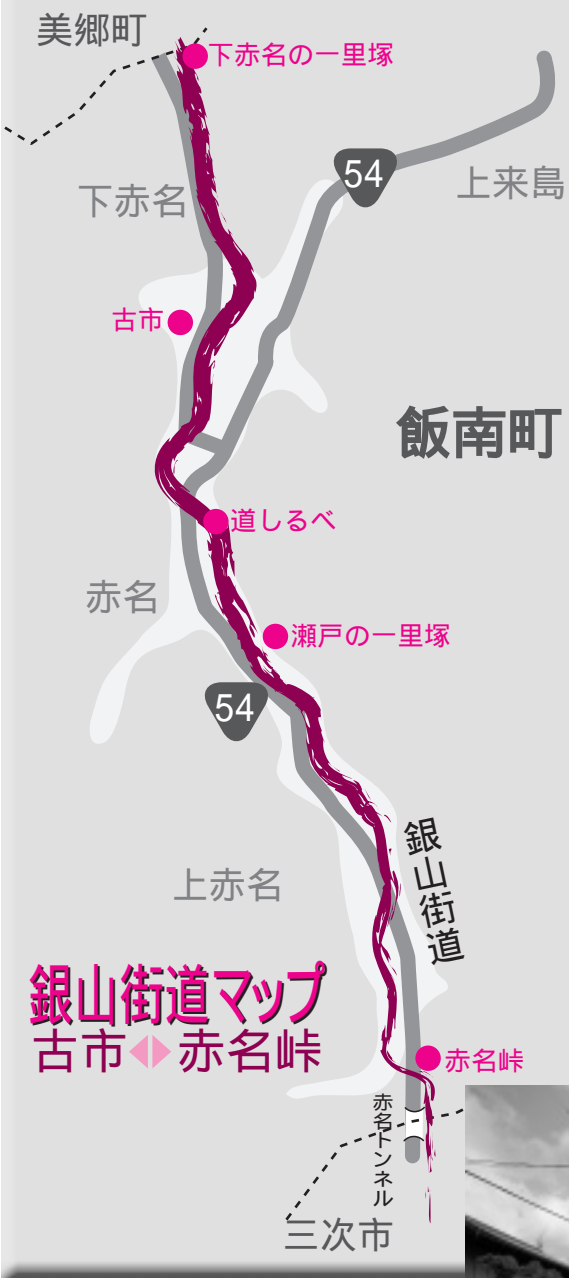 美郷町
下赤名の一里塚
54
上来島
下赤名
古市
飯南町
道しるべ
赤名
瀬戸の一里塚
54
銀山街道
上赤名
銀山街道マップ
古市◀▶赤名峠
赤名峠
赤名トンネル
三次市